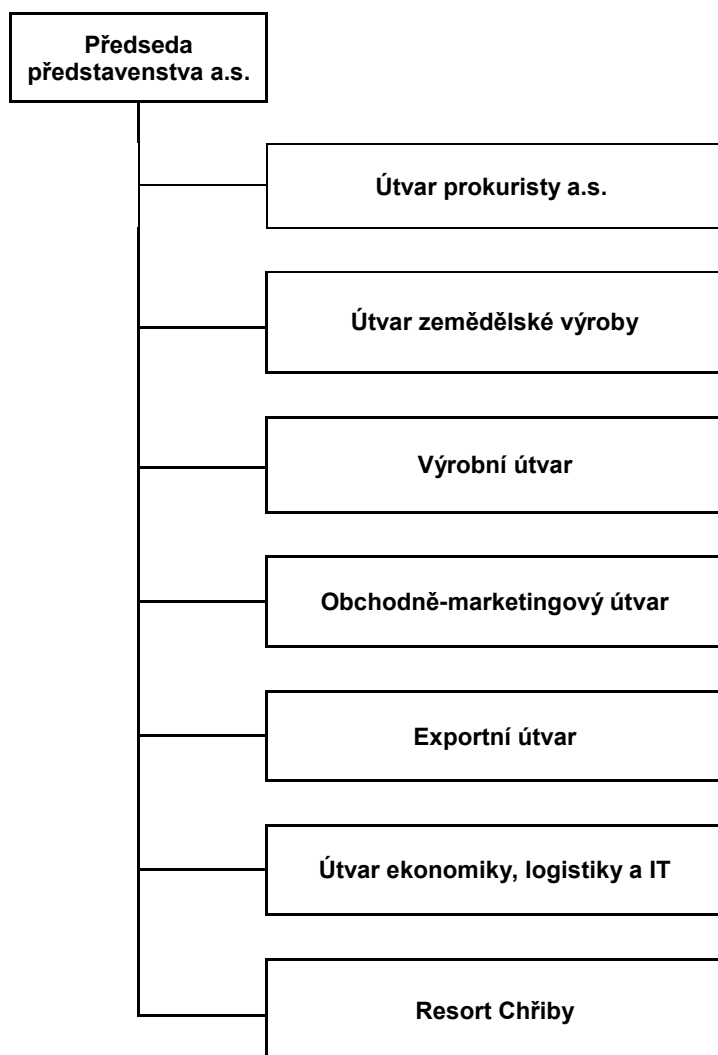 Předseda
představenstva a.s.
Útvar prokuristy a.s.
Útvar zemědělské výroby
Výrobní útvar
Obchodně-marketingový útvar
Exportní útvar
Útvar ekonomiky, logistiky a IT
Resort Chřiby